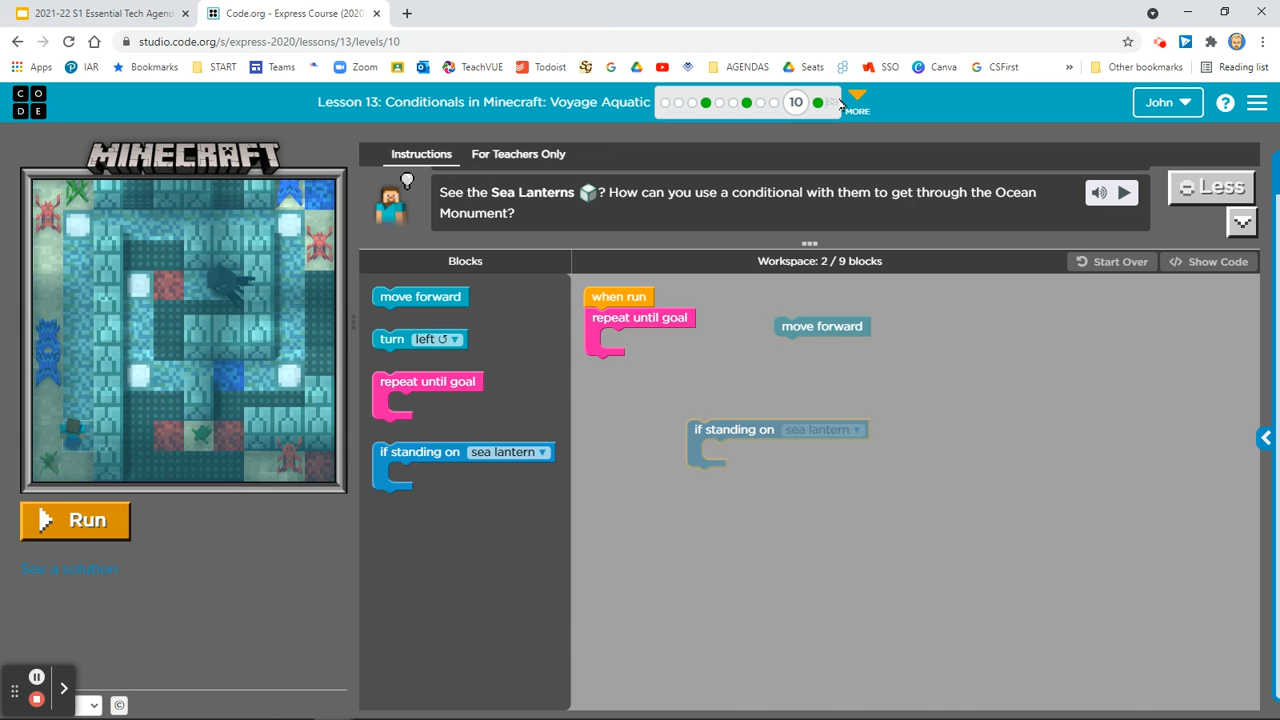 2021-22 S1 Essential Tech Agend
Code.org - Express Course (2020
studio.code.org/s/express-2020/lessons/13/levels/10
Apps IAR Bookmarks START Teams Zoom TeachVUE Todoist AGENDAS Seats SSO Canva CSFirst » Other bookmarks Reading list
CO
DE
Lesson 13: Conditionals in Minecraft: Voyage Aquatic 10 MORE John ?
MINECRAFT
Instructions For Teachers Only
See the Sea Lanterns ? How can you use a conditional with them to get through the Ocean
Monument?
Less
Blocks Workspace: 2 / 9 blocks Start Over </> Show Code
move forward
turn left
repeat until goal
if standing on sea lantern
when run
repeat until goal
move forward
if standing on sea lantern
Run
See a solution
©